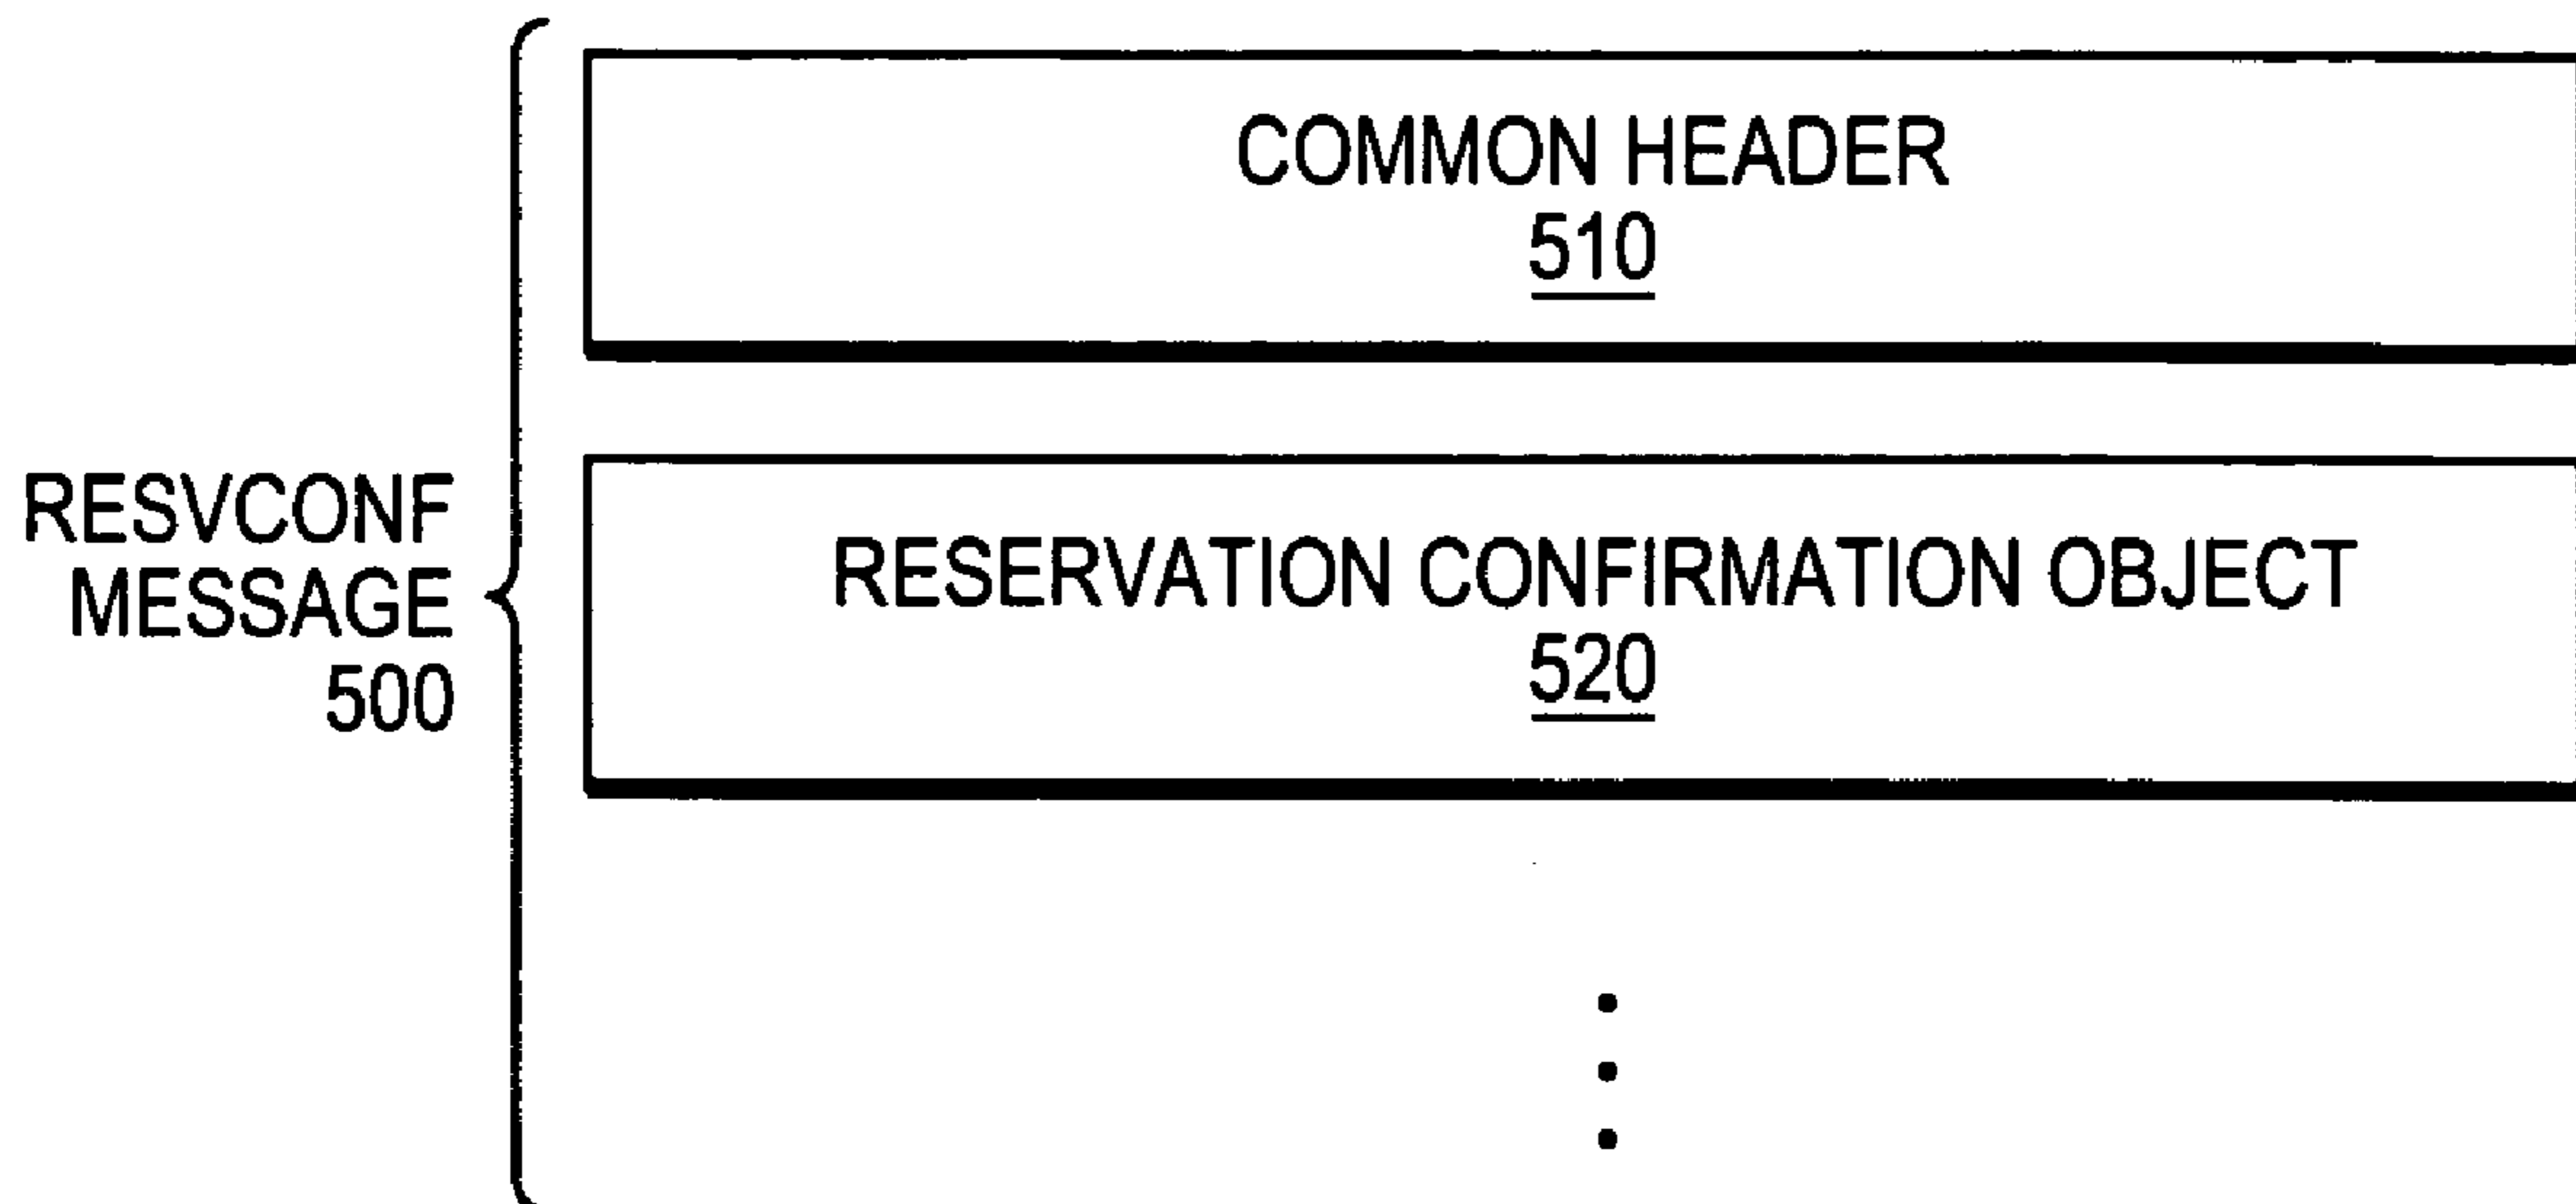 COMMON HEADER
510
RESVCONF
MESSAGE
500
RESERVATION CONFIRMATION OBJECT
520